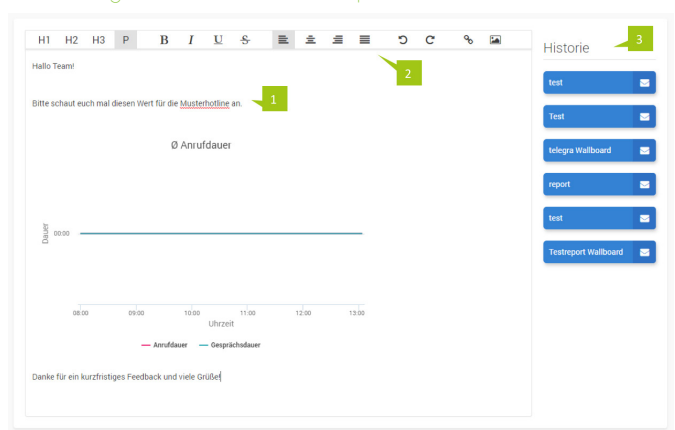 H1 H2 H3 P B I U S
Historie
3
2
Hallo Team!
Bitte schaut euch mal diesen Wert für die Musterhotline an.
1
Ø Anrufdauer
Dauer
00:00
08:00 09:00 10:00 11:00 12:00 13:00
Uhrzeit
Anrufdauer Gesprächsdauer
Danke für ein kurzfristiges Feedback und viele Grüße!
test
Test
telegra Wallboard
report
test
Testreport Wallboard